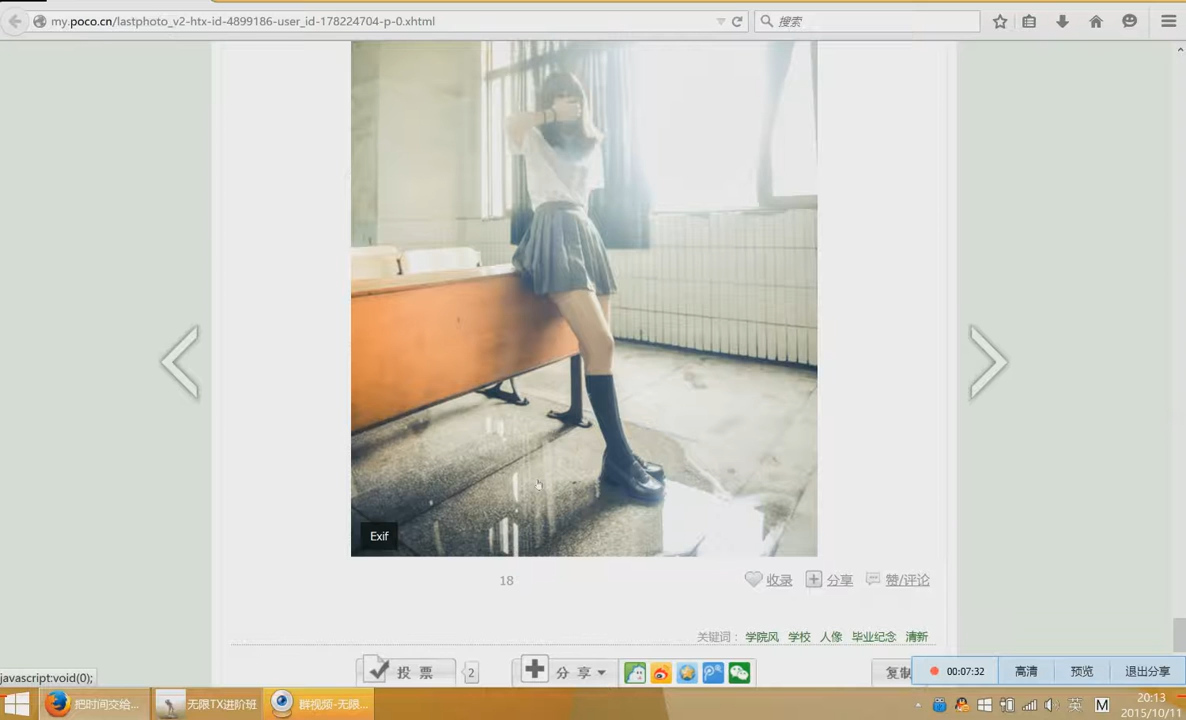 my.poco.cn/lastphoto_v2-htx-id-4899186-user_id-178224704-p-0.xhtml
搜索
Exif
18
收录 分享 赞/评论
关键词： 学院风 学校 人像 毕业纪念 清新
投票 2 分享 复制
00:07:32 高清 预览 退出分享
javascript:void(0);
把时间交给... 无限TX进阶班 群视频-无限... 英 M 20:13
2015/10/11